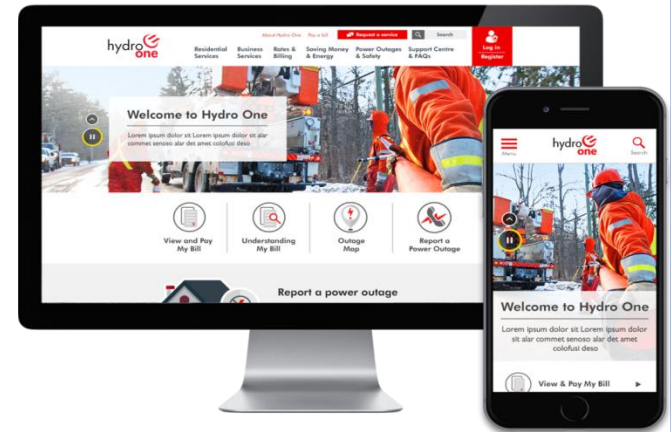 About Hydro One Pay a bill Request a service Search
hydro
one
Residential Services
Business Services
Rates & Billing
Saving Money & Energy
Power Outages & Safety
Support Centre & FAQs
Log in
Register
Welcome to Hydro One
Lorem ipsum dolor sit Lorem ipsum dolor sit alar
commet senoso alar det amet colofusi deso
View and Pay
My Bill
Understanding
My Bill
Outage
Map
Report a
Power Outage
Report a power outage
Menu
hydro
one
Search
Welcome to Hydro One
Lorem ipsum dolor sit Lorem ipsum dolor
sit alar commet senoso alar det amet
colofusi deso
View & Pay My Bill